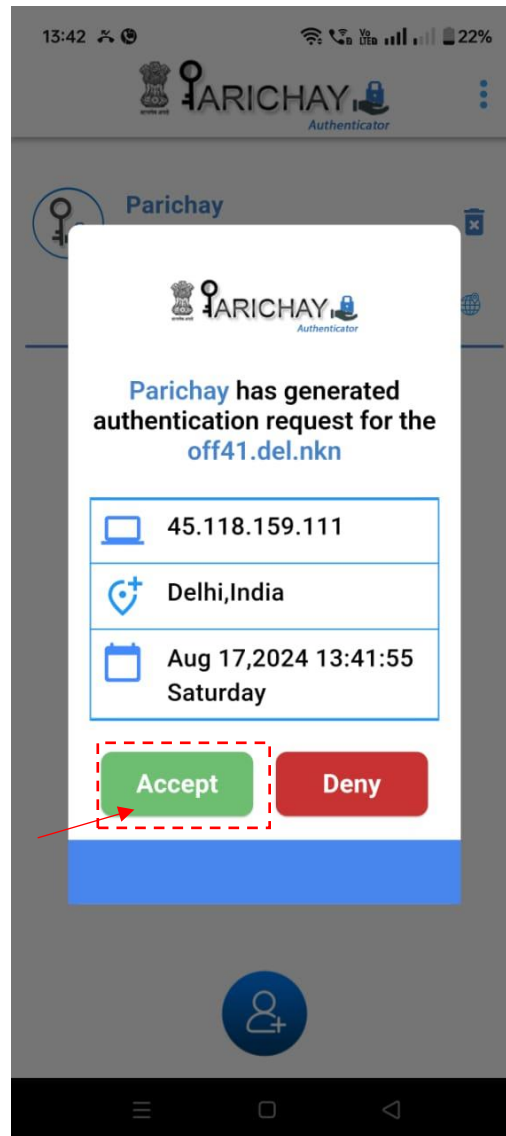 13:42 22%
PARICHAY
Authenticator
Parichay
PARICHAY
Authenticator
Parichay has generated
authentication request for the
off41.del.nkn
45.118.159.111
Delhi,India
Aug 17,2024 13:41:55
Saturday
Accept Deny